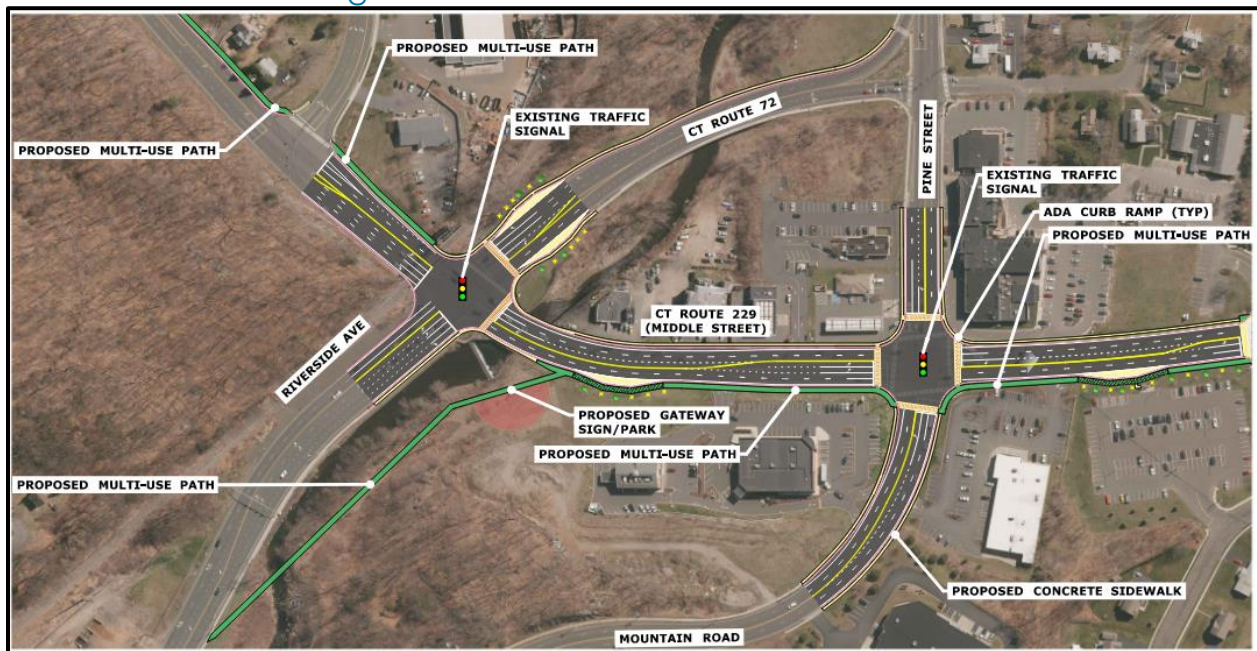 PROPOSED MULTI-USE PATH
EXISTING TRAFFIC
SIGNAL
CT ROUTE 72
PINE STREET
PROPOSED MULTI-USE PATH
EXISTING TRAFFIC
SIGNAL
ADA CURB RAMP (TYP)
PROPOSED MULTI-USE PATH
CT ROUTE 229
(MIDDLE STREET)
RIVERSIDE AVE
PROPOSED GATEWAY
SIGN/PARK
PROPOSED MULTI-USE PATH
PROPOSED MULTI-USE PATH
PROPOSED CONCRETE SIDEWALK
MOUNTAIN ROAD